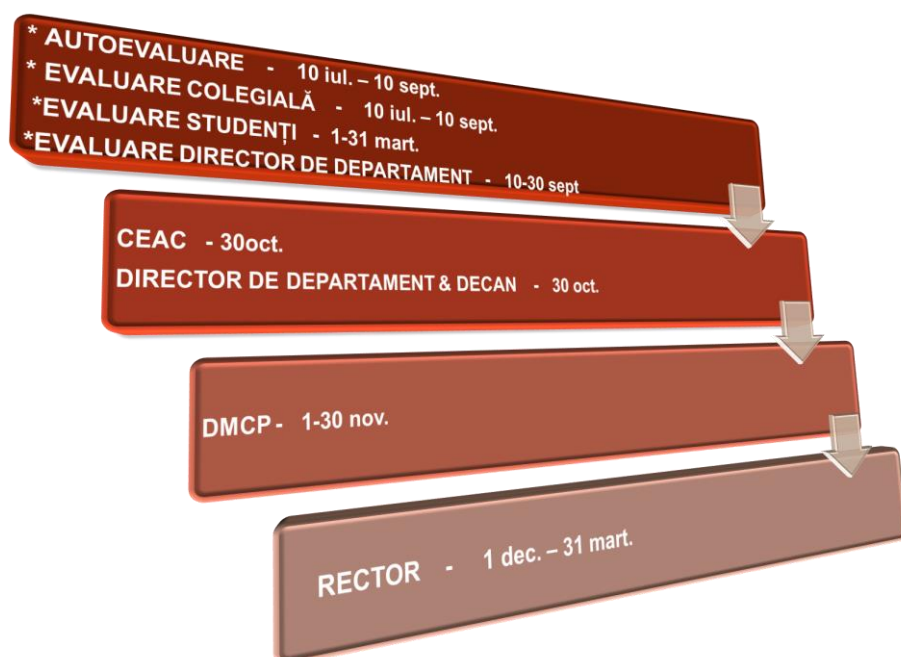 * AUTOEVALUARE - 10 iul. – 10 sept.
* EVALUARE COLEGIALĂ - 10 iul. – 10 sept.
*EVALUARE STUDENȚI - 1-31 mart.
*EVALUARE DIRECTOR DE DEPARTAMENT - 10-30 sept
CEAC - 30oct.
DIRECTOR DE DEPARTAMENT & DECAN - 30 oct.
DMCP - 1-30 nov.
RECTOR - 1 dec. – 31 mart.